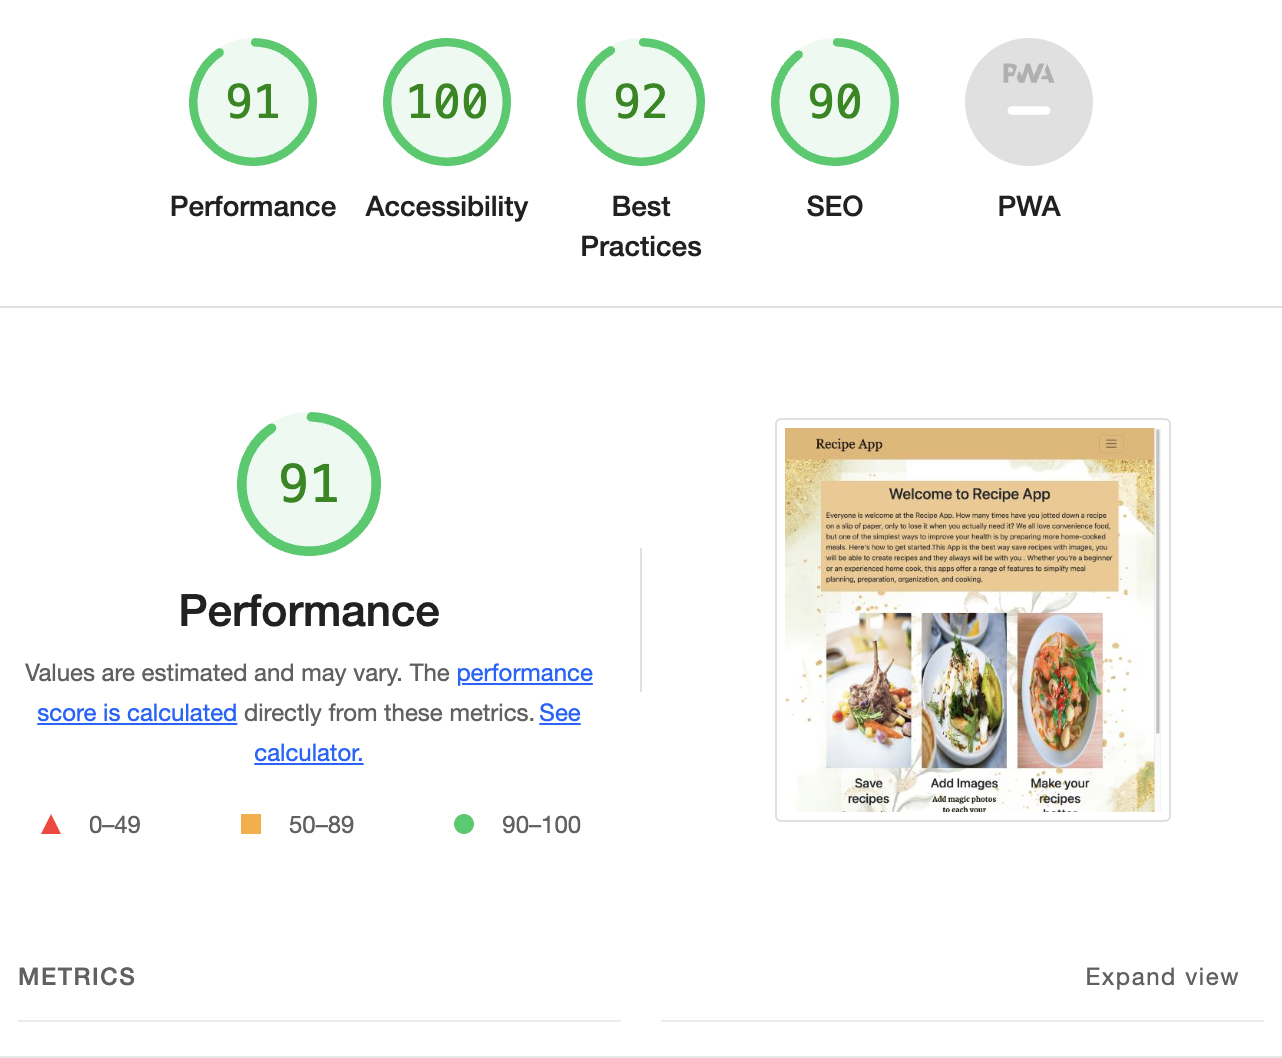 91
100
92
90
PWA
Performance
Accessibility
Best
Practices
SEO
PWA
91
Performance
Values are estimated and may vary. The performance
score is calculated directly from these metrics. See
calculator.
0–49
50–89
90–100
Recipe App
Welcome to Recipe App
Everyone is welcome at the Recipe App. How many times have you jotted down a recipe
on a slip of paper, only to lose it when you actually need it? We all love convenience food,
but one of the simplest ways to improve your health is by preparing more home-cooked
meals. Here's how to get started.This App is the best way save recipes with images, you
will be able to create recipes and they always will be with you . Whether you're a beginner
or an experienced home cook, this apps offer a range of features to simplify meal
planning, preparation, organization, and cooking.
Save
recipes
Add Images
Add magic photos
to each your
Make your
recipes
METRICS
Expand view